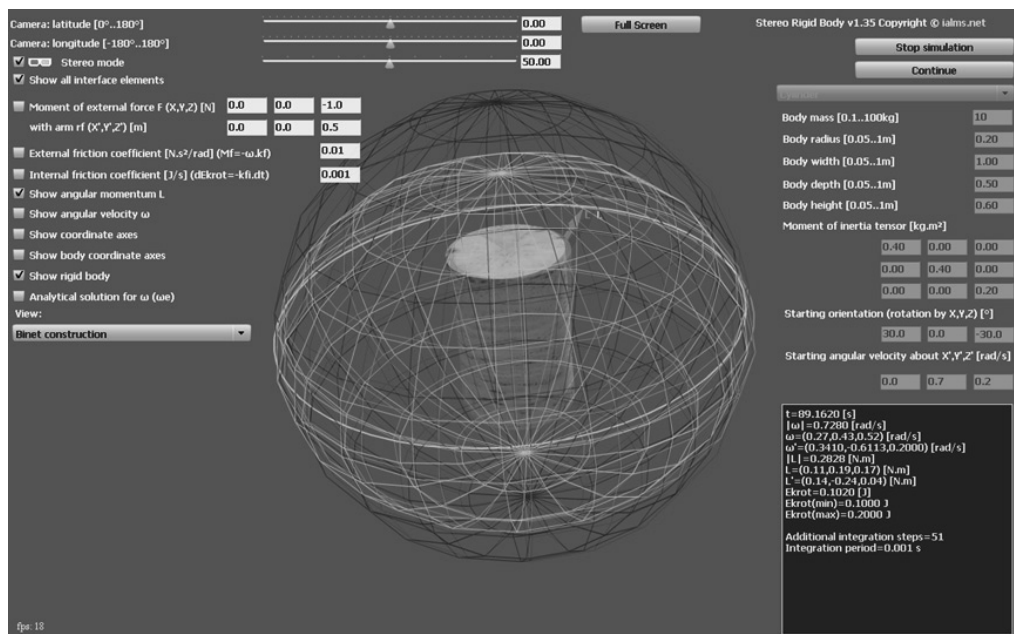 Camera: latitude [0°..180°] 0.00
Full Screen
Stereo Rigid Body v1.35 Copyright © ialms.net
Camera: longitude [-180°..180°] 0.00
Stereo mode 50.00
Show all interface elements
Stop simulation
Continue
Moment of external force F (X,Y,Z) [N] 0.0 0.0 -1.0
with arm rf (X',Y',Z') [m] 0.0 0.0 0.5
External friction coefficient [N.s²/rad] (Mf=-ω.kf) 0.01
Internal friction coefficient [J/s] (dEkrot=-kfi.dt) 0.001
Show angular momentum L
Show angular velocity ω
Show coordinate axes
Show body coordinate axes
Show rigid body
Analytical solution for ω (ωe)
View:
Binet construction
L
Body mass [0.1..100kg] 10
Body radius [0.05..1m] 0.20
Body width [0.05..1m] 1.00
Body depth [0.05..1m] 0.50
Body height [0.05..1m] 0.60
Moment of inertia tensor [kg.m²]
0.40 0.00 0.00
0.00 0.40 0.00
0.00 0.00 0.20
Starting orientation (rotation by X,Y,Z) [°]
30.0 0.0 -30.0
Starting angular velocity about X',Y',Z' [rad/s]
0.0 0.7 0.2
t=89.1620 [s]
|ω|=0.7280 [rad/s]
ω=(0.27,0.43,0.52) [rad/s]
ω'=(0.3410,-0.6113,0.2000) [rad/s]
|L|=0.2828 [N.m]
L=(0.11,0.19,0.17) [N.m]
L'=(0.14,-0.24,0.04) [N.m]
Ekrot=0.1020 [J]
Ekrot(min)=0.1000 J
Ekrot(max)=0.2000 J
Additional integration steps=51
Integration period=0.001 s
fps: 18